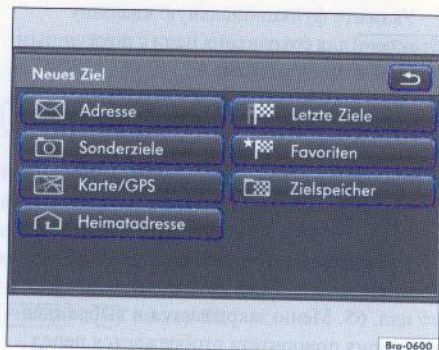 Neues Ziel
Adresse
Letzte Ziele
Sonderziele
Favoriten
Karte/GPS
Zielspeicher
Heimatadresse
Bra-0600